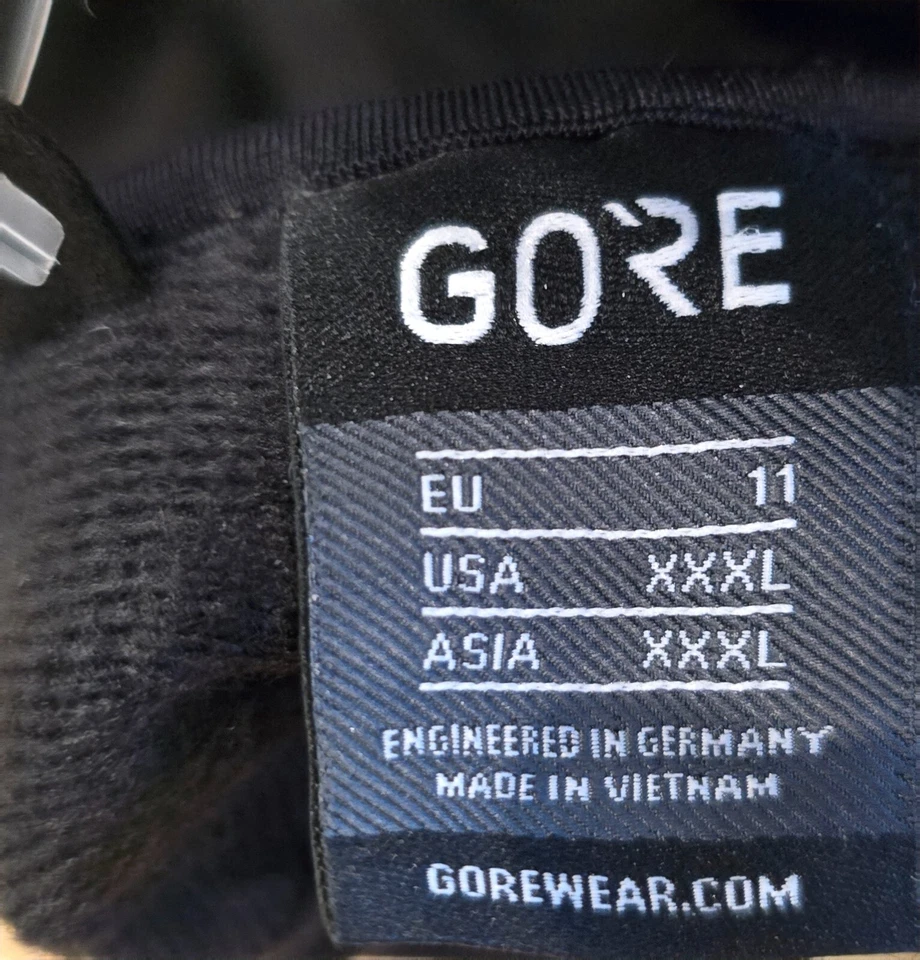 GORE
EU 11
USA XXXL
ASIA XXXL
ENGINEERED IN GERMANY
MADE IN VIETNAM
GOREWEAR.COM